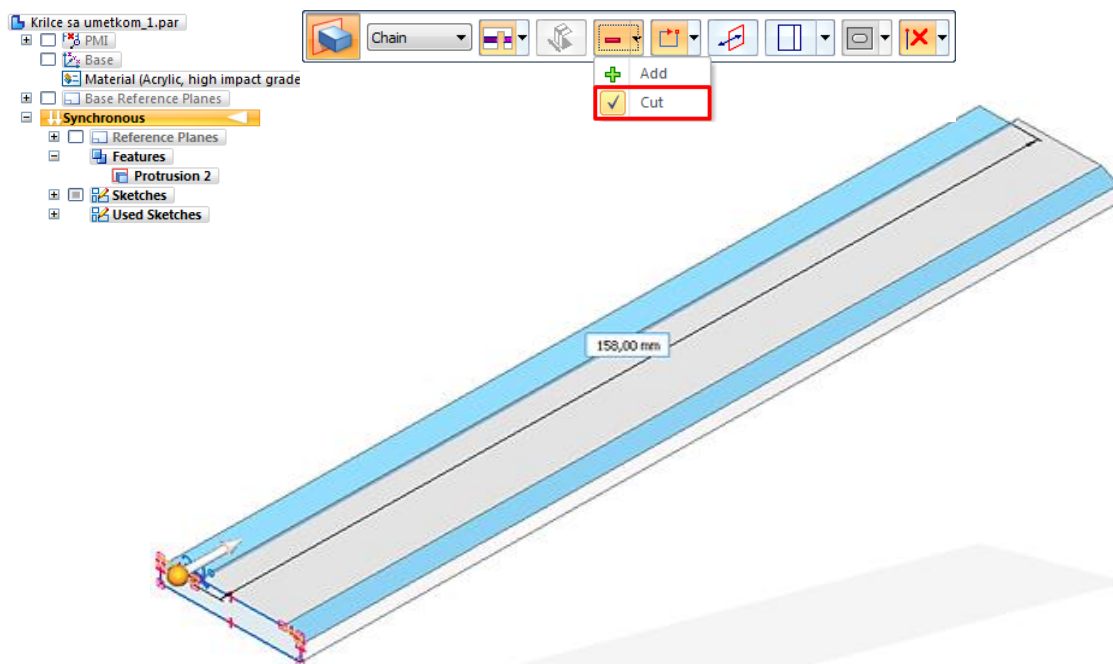 Krilce sa umetkom_1.par
PMI
Base
Material (Acrylic, high impact grade
Base Reference Planes
Synchronous
Reference Planes
Features
Protrusion 2
Sketches
Used Sketches
Chain
Add
Cut
158,00 mm